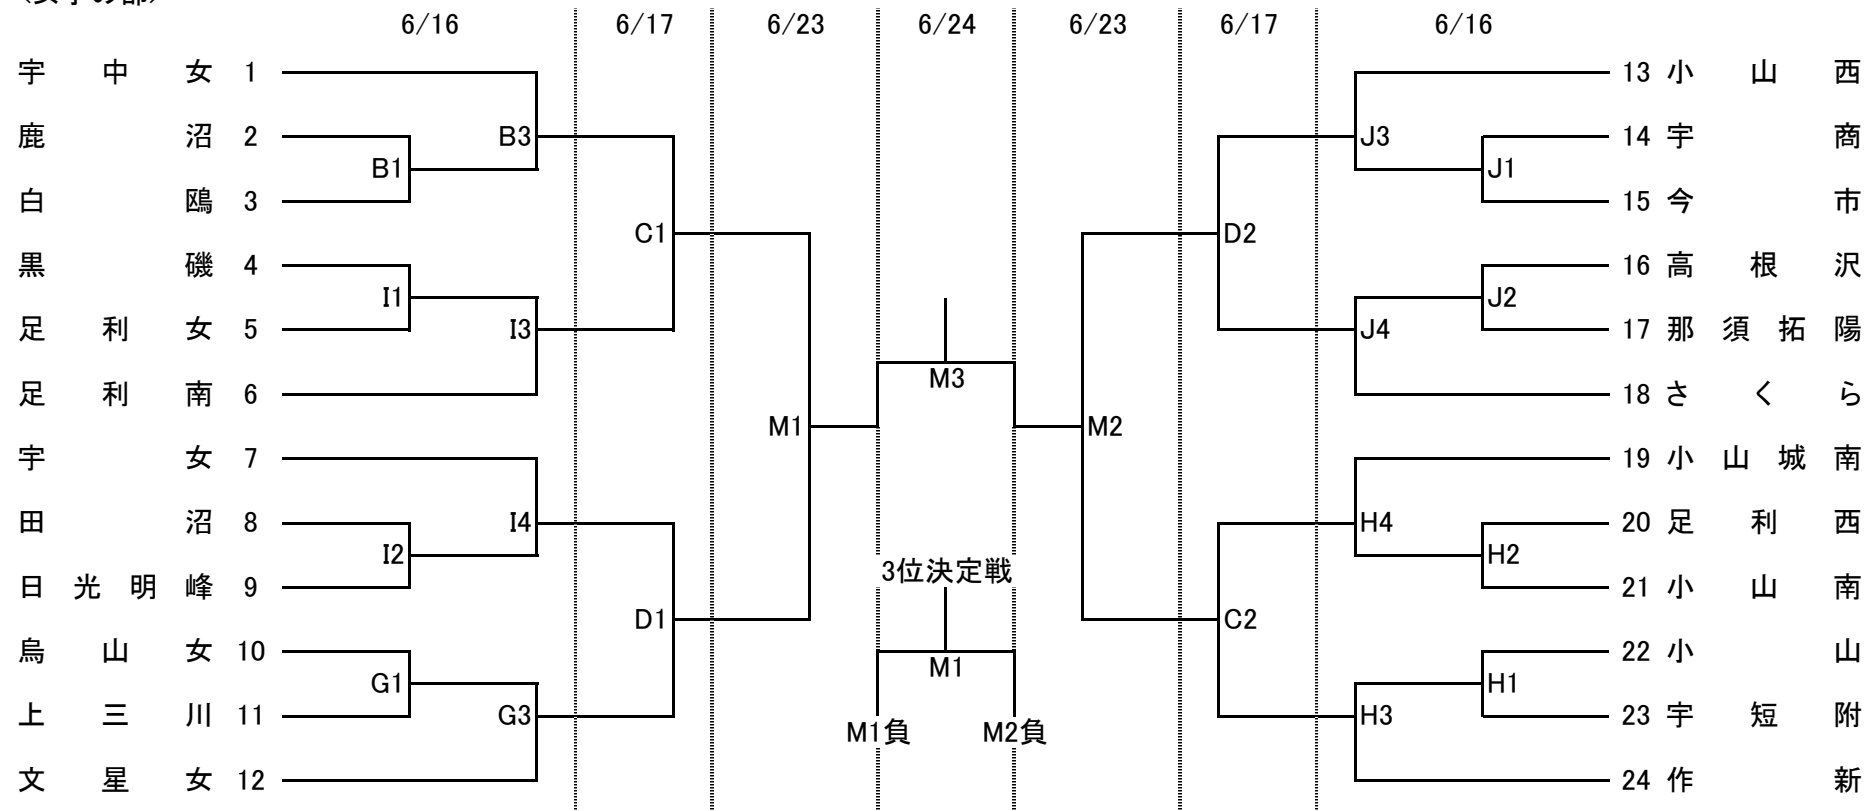 6/16 6/17 6/23 6/24 6/23 6/17 6/16
宇中女 1 13 小山西
鹿沼 2 B3 J3 14 宇商
B1 J1
白鴎 3 15 今市
C1 D2
黒磯 4 16 高根沢
I1 J2
足利女 5 I3 J4 17 那須拓陽
M3
足利南 6 18 さくら
M1 M2
宇女 7 19 小山城南
田沼 8 I4 H4 20 足利西
I2 H2
3位決定戦
日光明峰 9 21 小山南
D1 C2
烏山女 10 22 小山
M1
G1 H1
上三川 11 G3 H3 23 宇短附
M1負 M2負
文星女 12 24 作新